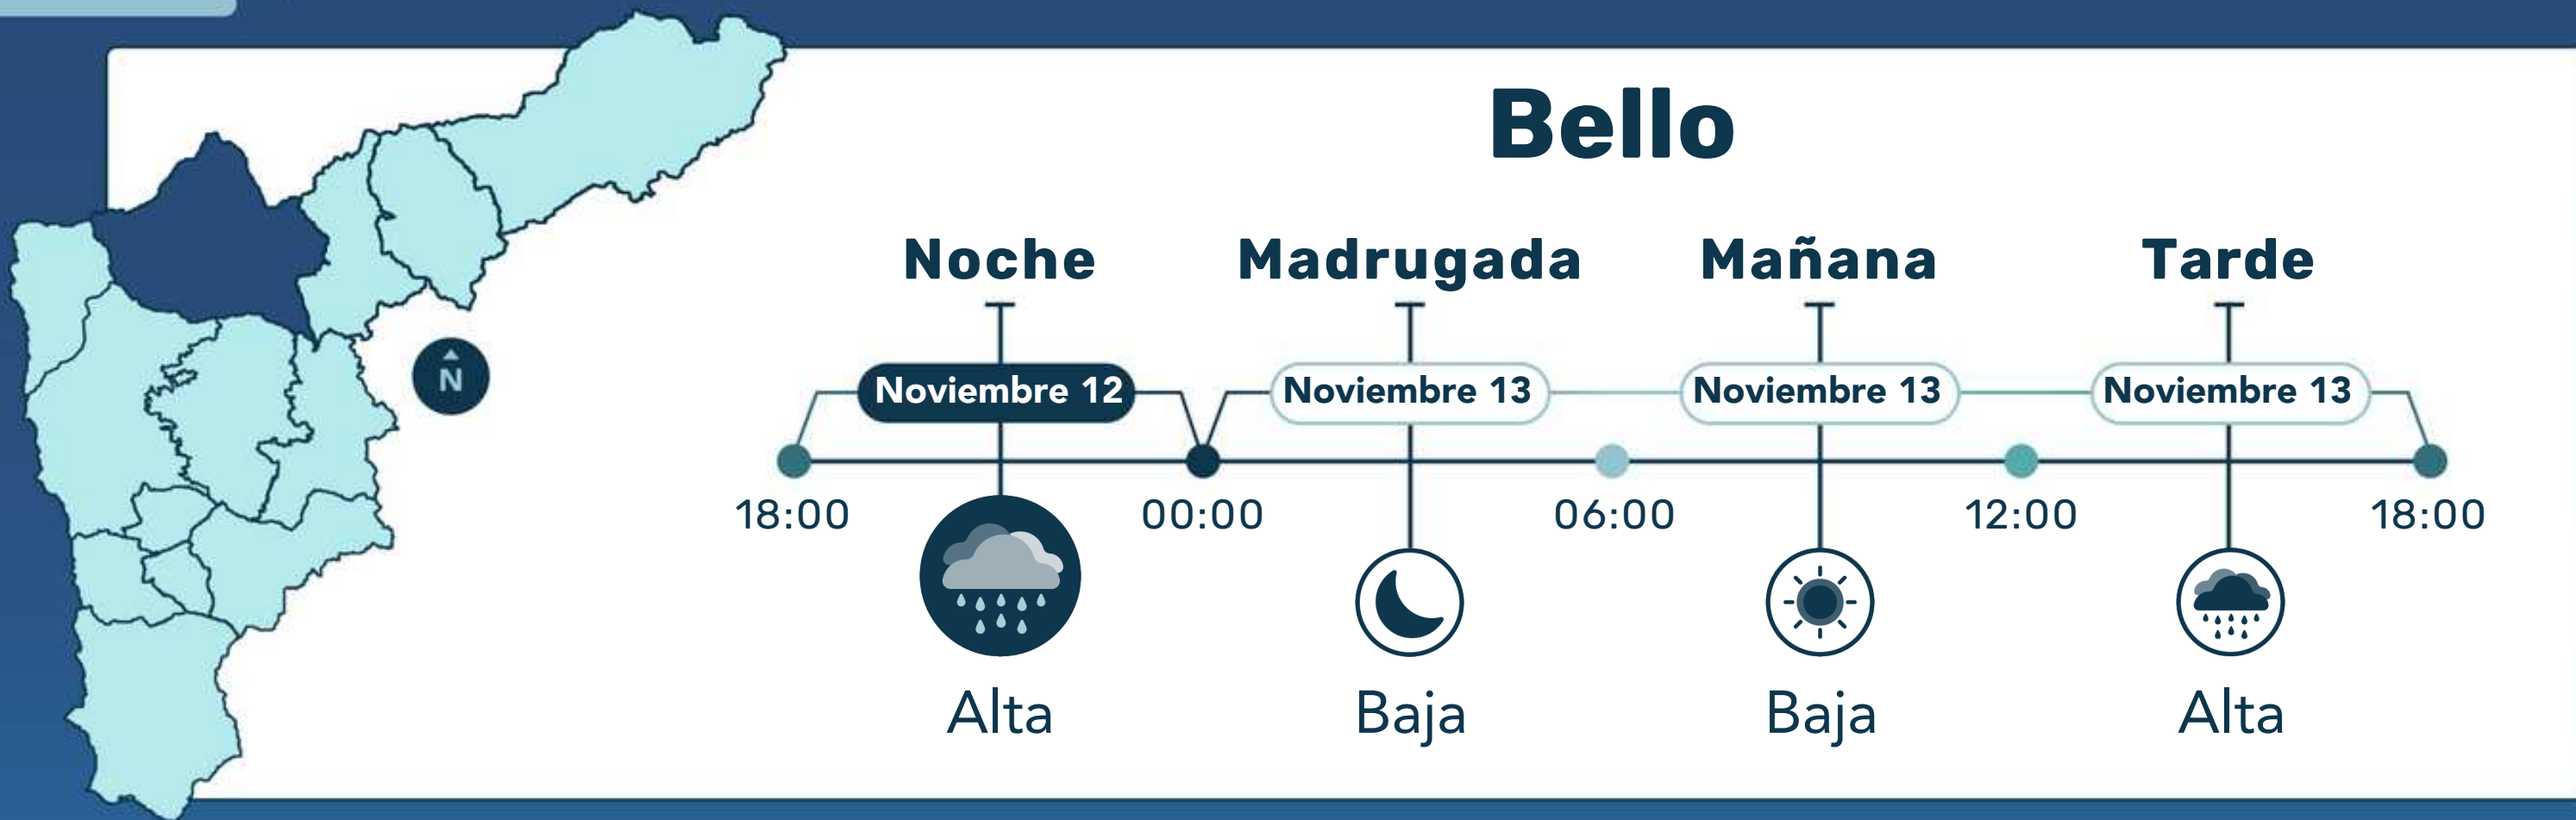 Bello
Noche Madrugada Mañana Tarde
N
Noviembre 12 Noviembre 13 Noviembre 13 Noviembre 13
18:00 00:00 06:00 12:00 18:00
Alta Baja Baja Alta